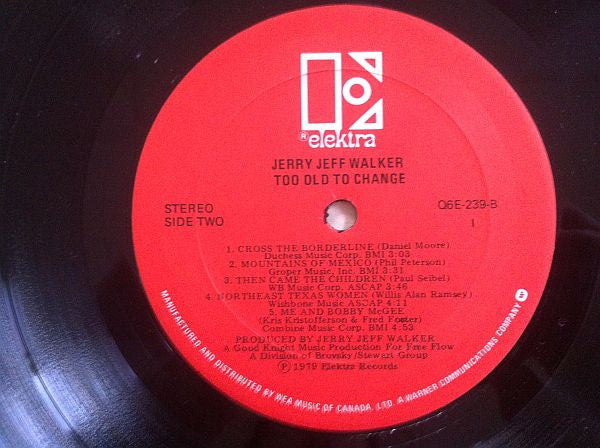 ® elektra
JERRY JEFF WALKER
TOO OLD TO CHANGE
STEREO
SIDE TWO
Q6E-239-B
1
1. CROSS THE BORDERLINE (Daniel Moore)
Duchess Music Corp. BMI 3:03
2. MOUNTAINS OF MEXICO (Phil Peterson)
Groper Music, Inc. BMI 3:31
3. THEN CAME THE CHILDREN (Paul Seibel)
WB Music Corp. ASCAP 3:46
4. NORTHEAST TEXAS WOMEN (Willis Alan Ramsey)
Wishbone Music ASCAP 4:11
5. ME AND BOBBY McGEE
(Kris Kristofferson & Fred Foster)
Combine Music Corp. BMI 4:53
PRODUCED BY JERRY JEFF WALKER
A Good Knight Music Production For Free Flow
A Division of Brovsky/Stewart Group
Ⓟ 1979 Elektra Records
MANUFACTURED AND DISTRIBUTED BY WEA MUSIC OF CANADA, LTD. A WARNER COMMUNICATIONS COMPANY